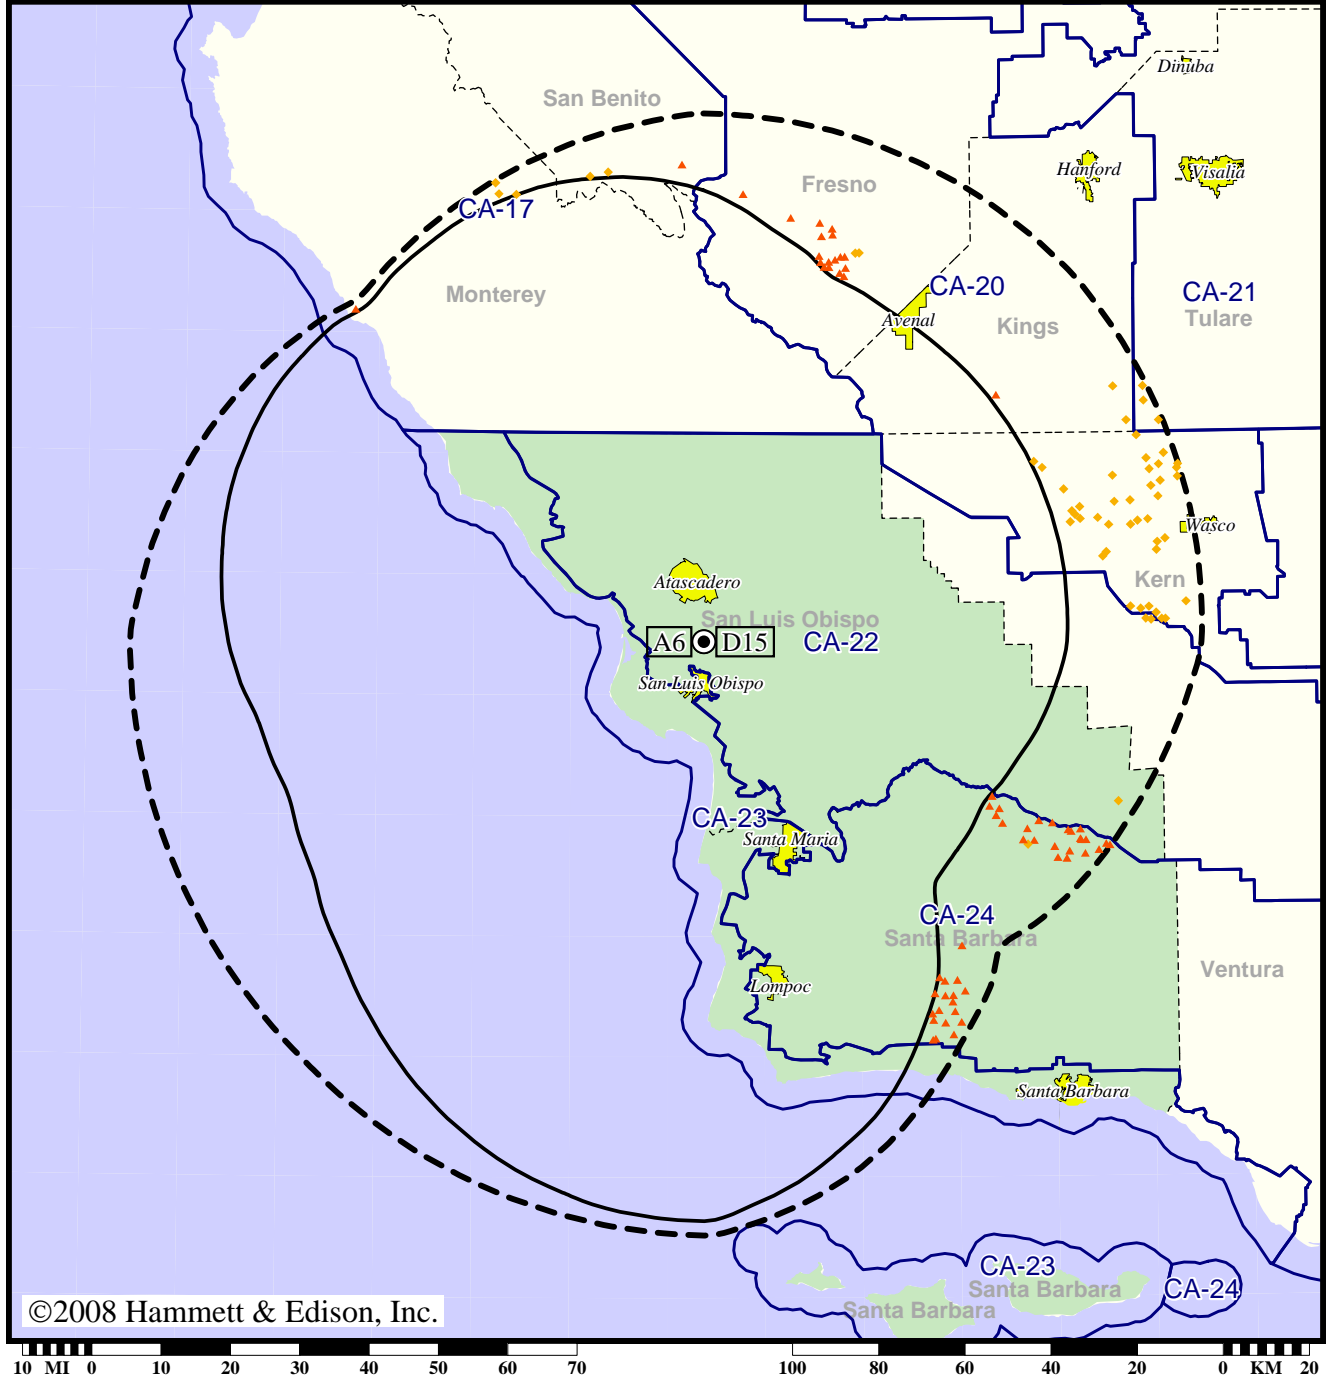 Dinuba
San Benito
Hanford
Visalia
Fresno
CA-17
CA-20
CA-21
Monterey
Tulare
Avenal
Kings
Wasco
Atascadero
Kern
San Luis Obispo
A6
D15
CA-22
San Luis Obispo
CA-23
Santa Maria
CA-24
Santa Barbara
Ventura
Lompoc
Santa Barbara
CA-23
Santa Barbara
CA-24
Santa Barbara
©2008 Hammett & Edison, Inc.
10 MI 0 10 20 30 40 50 60 70 100 80 60 40 20 0 KM 20